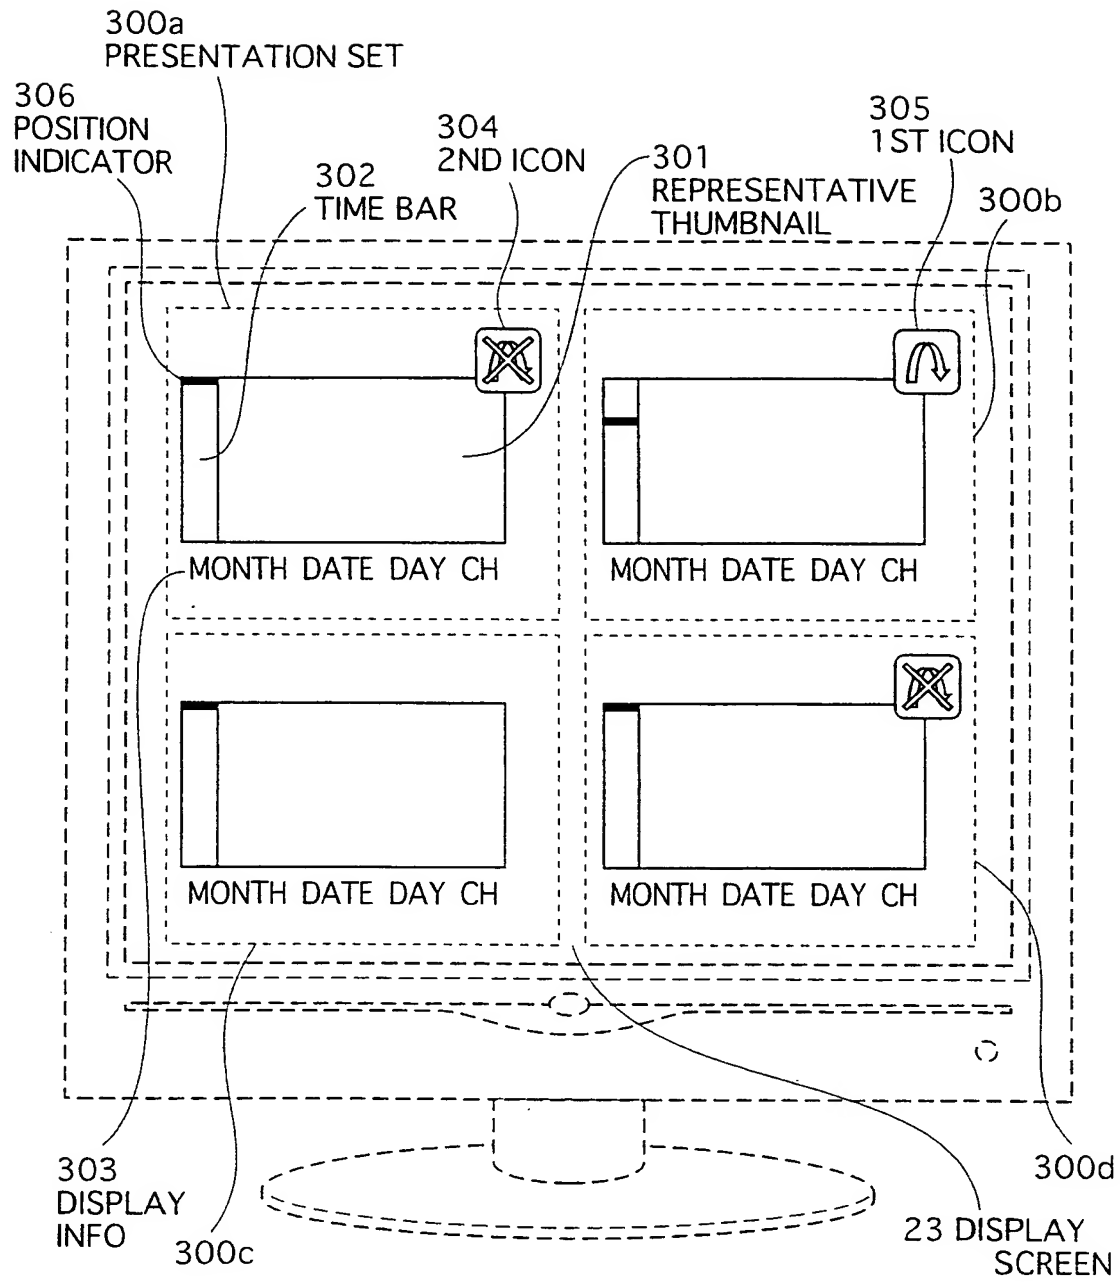 300a
PRESENTATION SET
306
POSITION
INDICATOR
302
TIME BAR
304
2ND ICON
301
REPRESENTATIVE
THUMBNAIL
305
1ST ICON
300b
MONTH DATE DAY CH
MONTH DATE DAY CH
MONTH DATE DAY CH
MONTH DATE DAY CH
303
DISPLAY
INFO
300c
23 DISPLAY
SCREEN
300d